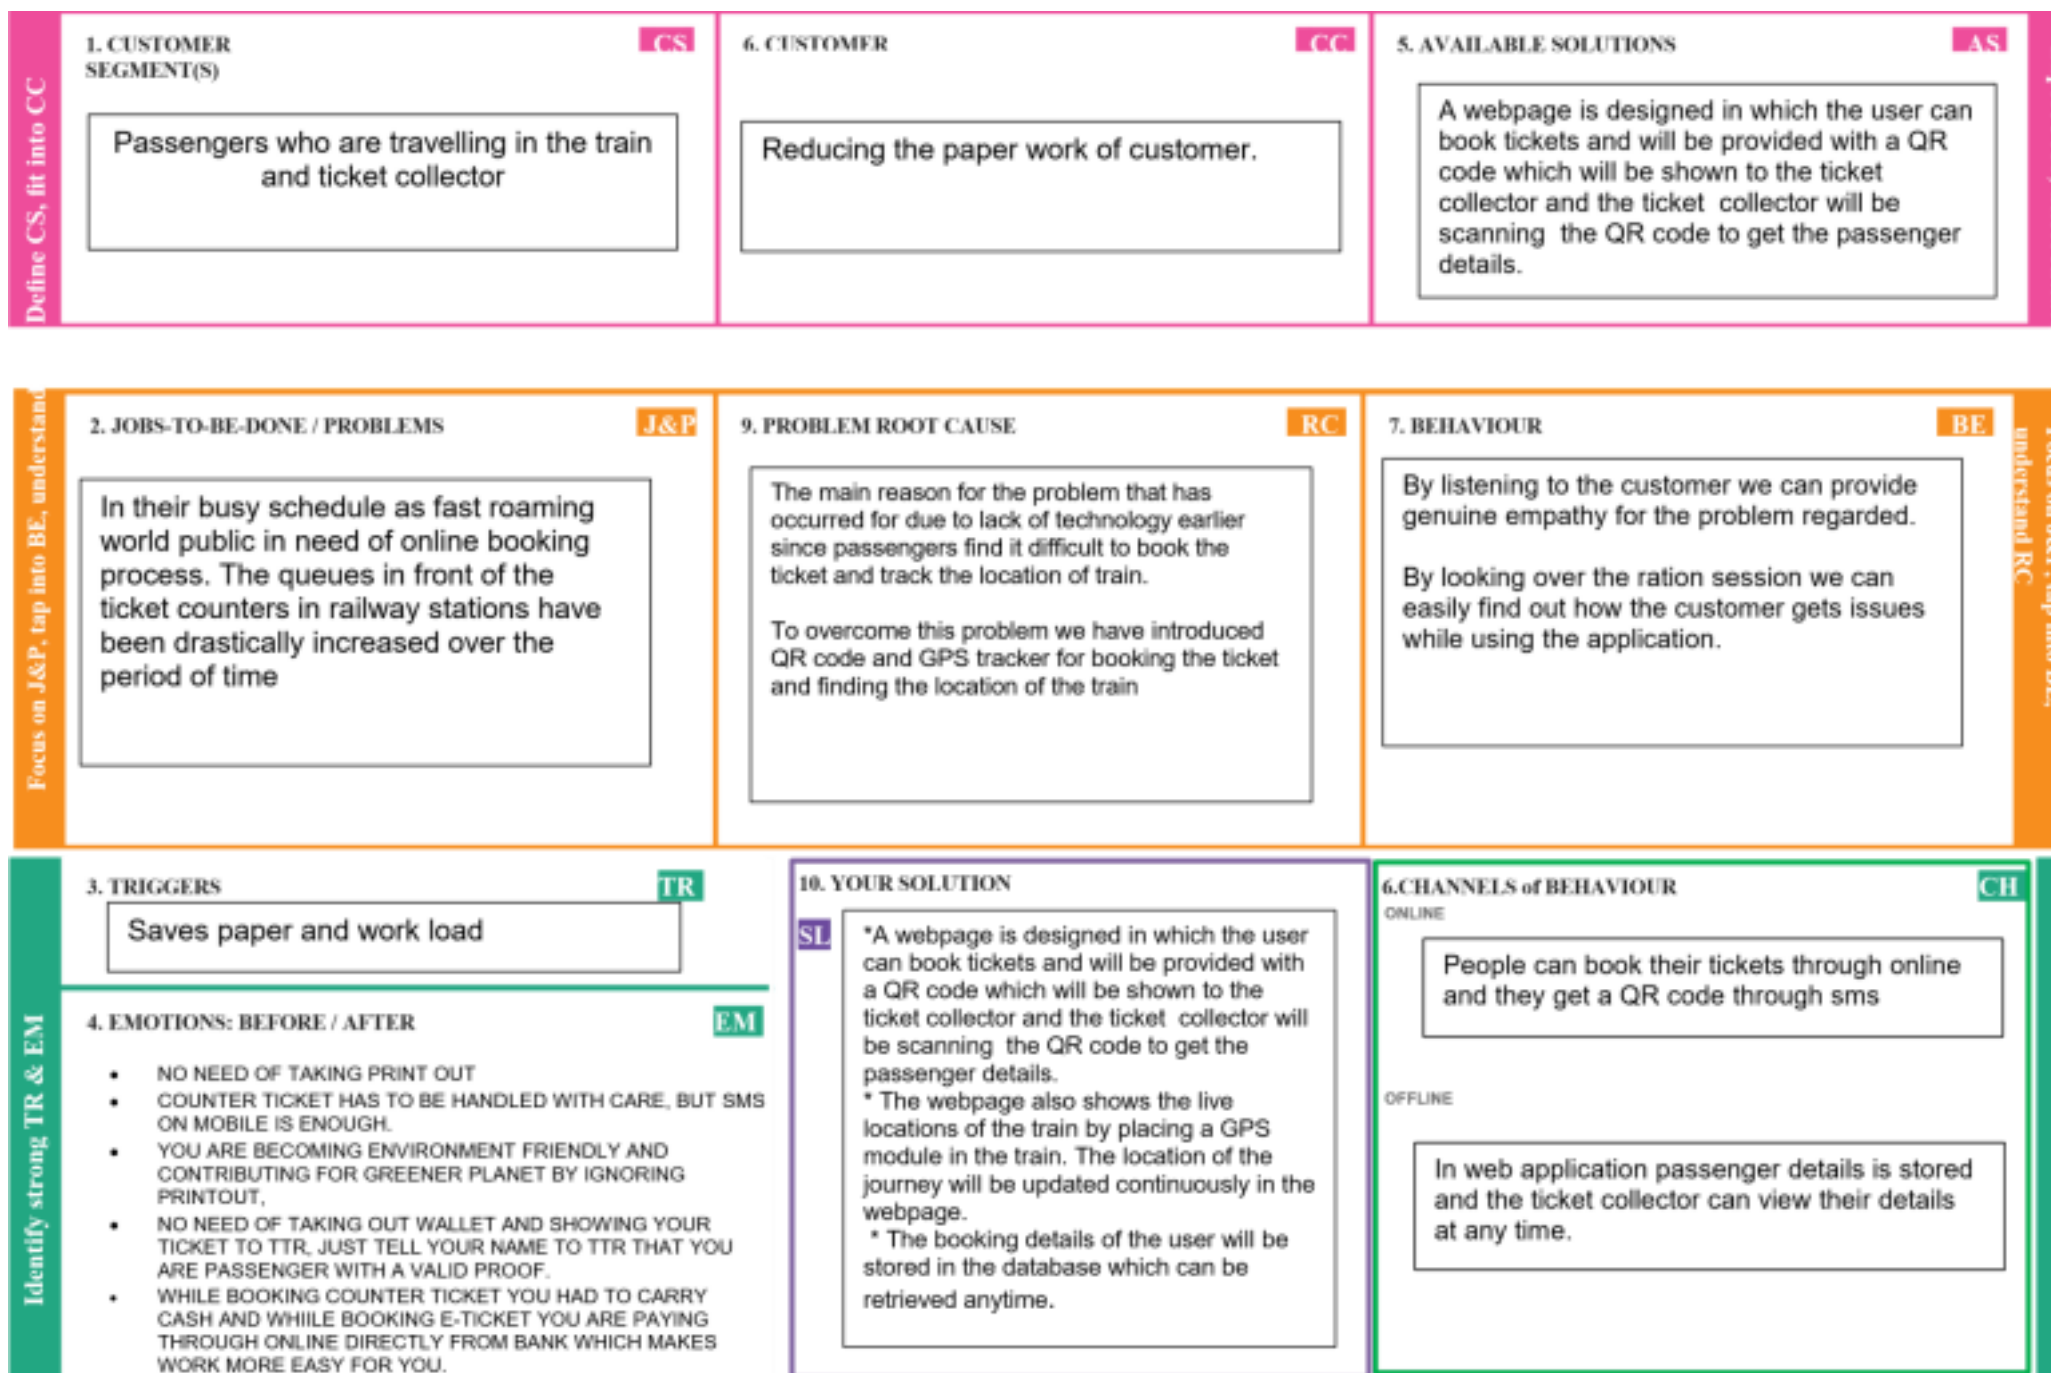 Define CS, fit into CC
1. CUSTOMER
SEGMENT(S)
CS
Passengers who are travelling in the train
and ticket collector
6. CUSTOMER
CC
Reducing the paper work of customer.
5. AVAILABLE SOLUTIONS
AS
A webpage is designed in which the user can
book tickets and will be provided with a QR
code which will be shown to the ticket
collector and the ticket collector will be
scanning the QR code to get the passenger
details.
Focus on J&P, tap into BE, understand
2. JOBS-TO-BE-DONE / PROBLEMS
J&P
In their busy schedule as fast roaming
world public in need of online booking
process. The queues in front of the
ticket counters in railway stations have
been drastically increased over the
period of time
9. PROBLEM ROOT CAUSE
RC
The main reason for the problem that has
occurred for due to lack of technology earlier
since passengers find it difficult to book the
ticket and track the location of train.
To overcome this problem we have introduced
QR code and GPS tracker for booking the ticket
and finding the location of the train
7. BEHAVIOUR
BE
By listening to the customer we can provide
genuine empathy for the problem regarded.
By looking over the ration session we can
easily find out how the customer gets issues
while using the application.
understand RC
Identify strong TR & EM
3. TRIGGERS
TR
Saves paper and work load
4. EMOTIONS: BEFORE / AFTER
EM
• NO NEED OF TAKING PRINT OUT
• COUNTER TICKET HAS TO BE HANDLED WITH CARE, BUT SMS
ON MOBILE IS ENOUGH.
• YOU ARE BECOMING ENVIRONMENT FRIENDLY AND
CONTRIBUTING FOR GREENER PLANET BY IGNORING
PRINTOUT,
• NO NEED OF TAKING OUT WALLET AND SHOWING YOUR
TICKET TO TTR, JUST TELL YOUR NAME TO TTR THAT YOU
ARE PASSENGER WITH A VALID PROOF.
• WHILE BOOKING COUNTER TICKET YOU HAD TO CARRY
CASH AND WHIILE BOOKING E-TICKET YOU ARE PAYING
THROUGH ONLINE DIRECTLY FROM BANK WHICH MAKES
WORK MORE EASY FOR YOU.
10. YOUR SOLUTION
SL
*A webpage is designed in which the user
can book tickets and will be provided with
a QR code which will be shown to the
ticket collector and the ticket collector will
be scanning the QR code to get the
passenger details.
* The webpage also shows the live
locations of the train by placing a GPS
module in the train. The location of the
journey will be updated continuously in the
webpage.
* The booking details of the user will be
stored in the database which can be
retrieved anytime.
6.CHANNELS of BEHAVIOUR
CH
ONLINE
People can book their tickets through online
and they get a QR code through sms
OFFLINE
In web application passenger details is stored
and the ticket collector can view their details
at any time.